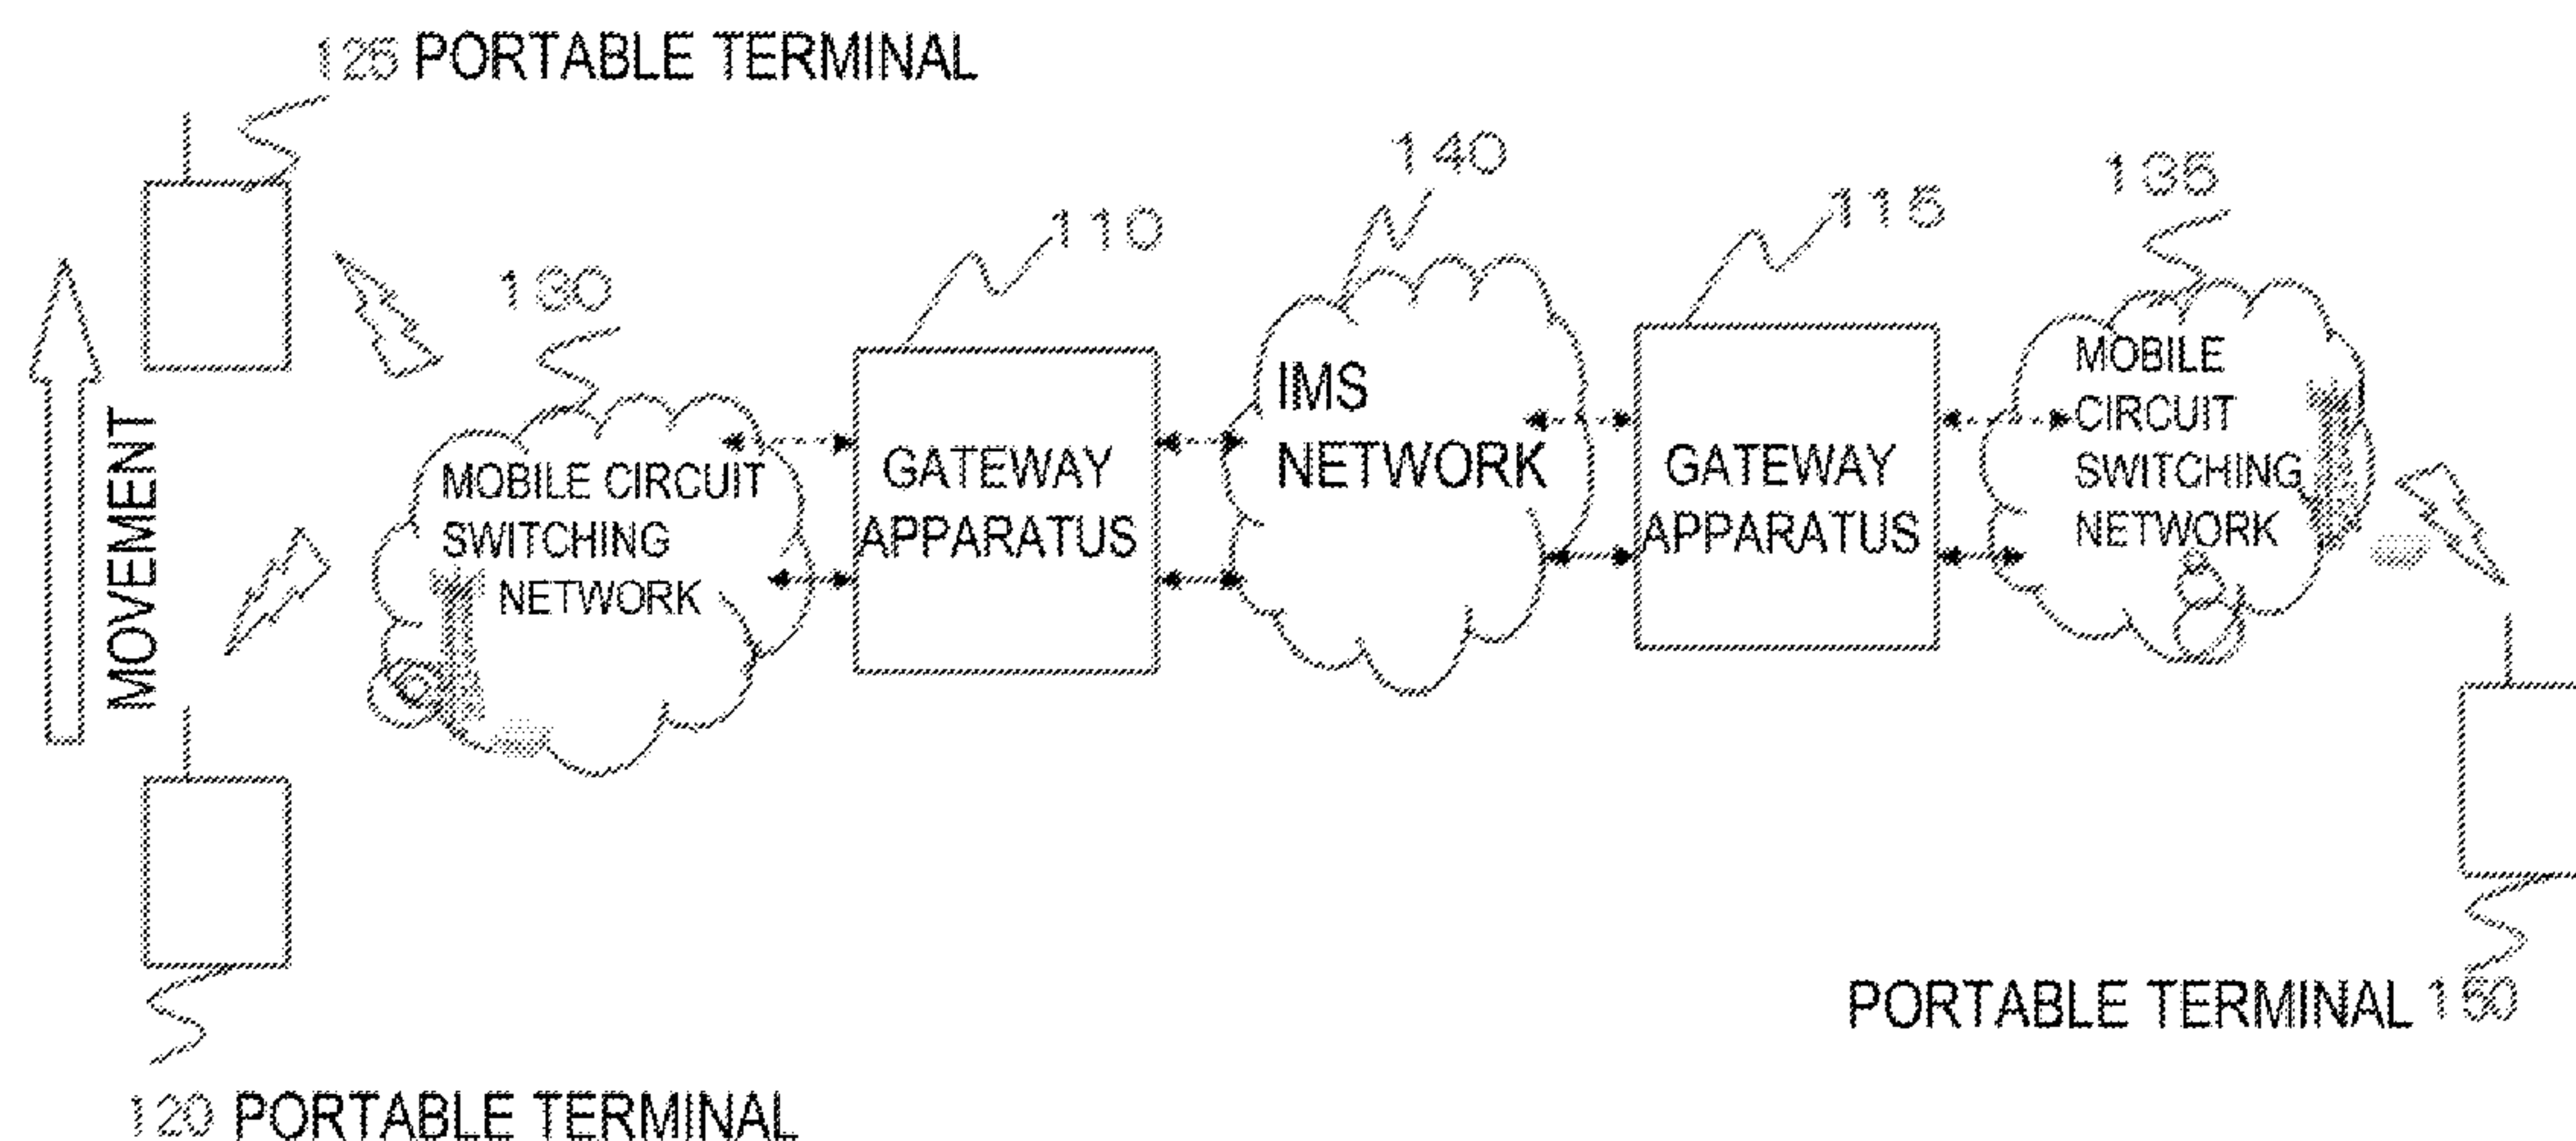 125 PORTABLE TERMINAL
140
135
115
110
130
MOBILE
CIRCUIT
SWITCHING
NETWORK
IMS
NETWORK
GATEWAY
APPARATUS
GATEWAY
APPARATUS
MOBILE CIRCUIT
SWITCHING
NETWORK
MOVEMENT
PORTABLE TERMINAL 150
120 PORTABLE TERMINAL